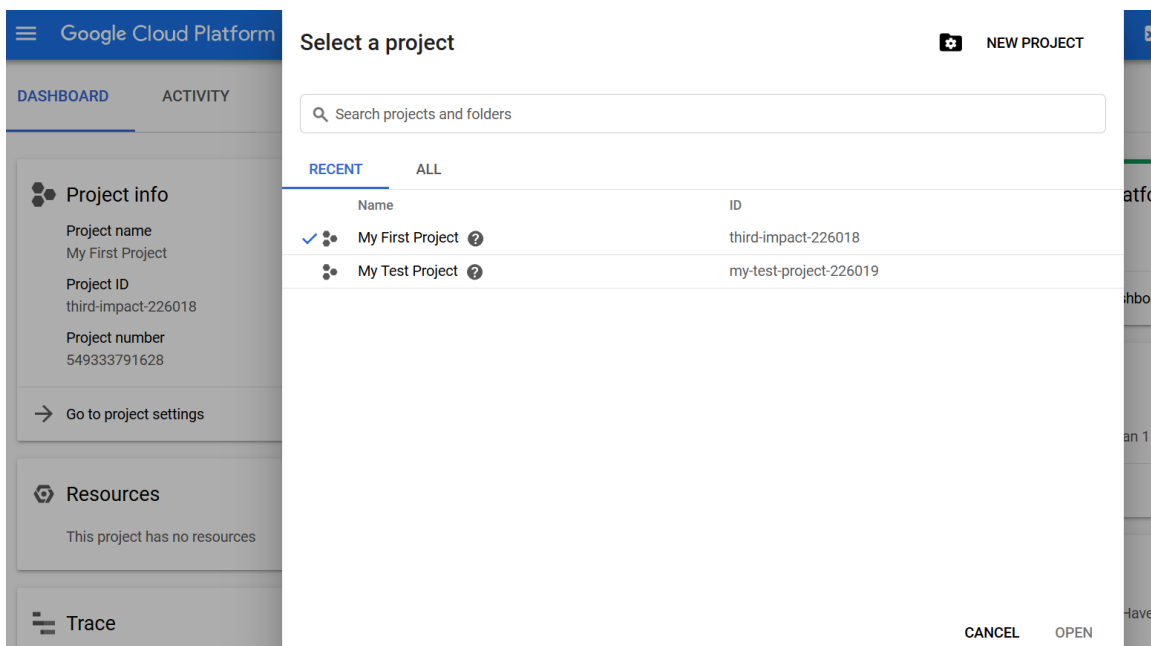 Google Cloud Platform
DASHBOARD ACTIVITY
Project info
Project name
My First Project
Project ID
third-impact-226018
Project number
549333791628
Go to project settings
Resources
This project has no resources
Trace
Select a project
NEW PROJECT
Search projects and folders
RECENT ALL
Name ID
My First Project third-impact-226018
My Test Project my-test-project-226019
CANCEL OPEN